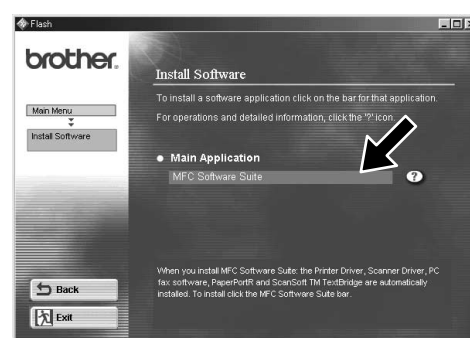 Flash
brother.
Main Menu
Install Software
Install Software
To install a software application click on the bar for that application.
For operations and detailed information, click the '?' icon.
Main Application
MFC Software Suite
?
When you install MFC Software Suite: the Printer Driver, Scanner Driver, PC
fax software, PaperPortR and ScanSoft TM TextBridge are automatically
installed. To install click the MFC Software Suite bar.
Back
Exit